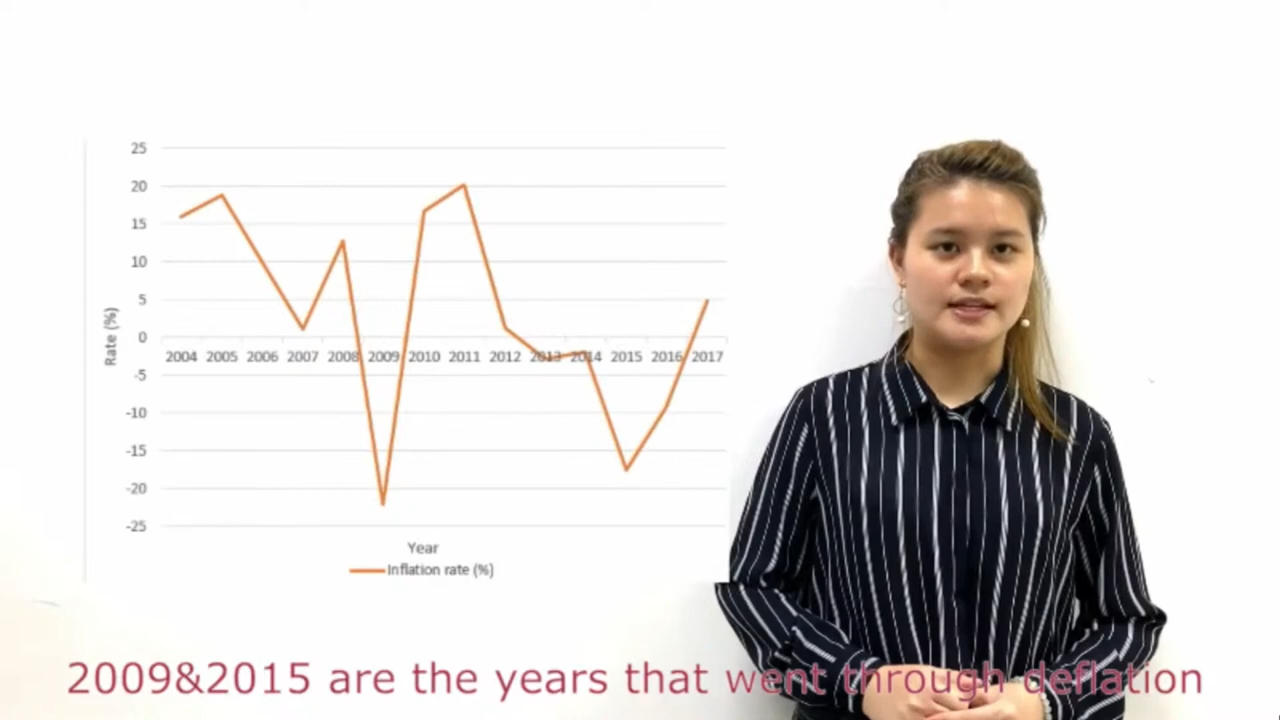 25
20
15
10
5
0
-5
-10
-15
-20
-25
Rate (%)
2004 2005 2006 2007 2008 2009 2010 2011 2012 2013 2014 2015 2016 2017
Year
Inflation rate (%)
2009&2015 are the years that went through deflation